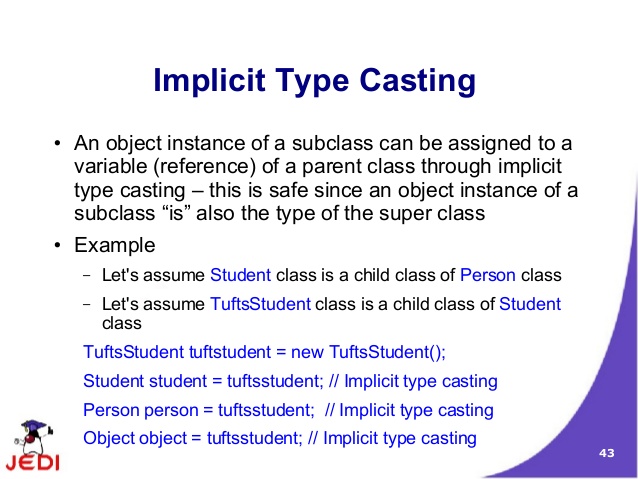 Implicit Type Casting
• An object instance of a subclass can be assigned to a
variable (reference) of a parent class through implicit
type casting – this is safe since an object instance of a
subclass “is” also the type of the super class
• Example
– Let's assume Student class is a child class of Person class
– Let's assume TuftsStudent class is a child class of Student
class
TuftsStudent tuftstudent = new TuftsStudent();
Student student = tuftsstudent; // Implicit type casting
Person person = tuftsstudent;  // Implicit type casting
Object object = tuftsstudent; // Implicit type casting
JEDI
43